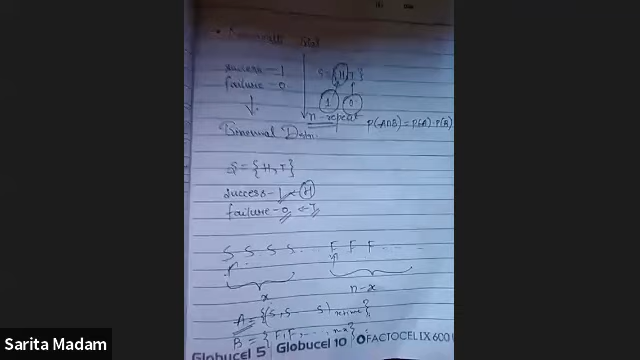 success - 1
failure - 0
S = {H, T}
1 0
n - repeat
P(A∩B) = P(A).P(B)
Binomial Distri
S = {H, T}
success - 1 ← H
failure - 0 ← T
S S S S ... F F F ...
x
n-x
A = {S, S
B = {F, F,
Globucel 5
Globucel 10
FACTOCEL IX 600
Sarita Madam